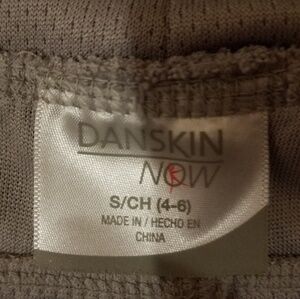 DANSKIN
NOW
S/CH (4-6)
MADE IN / HECHO EN
CHINA